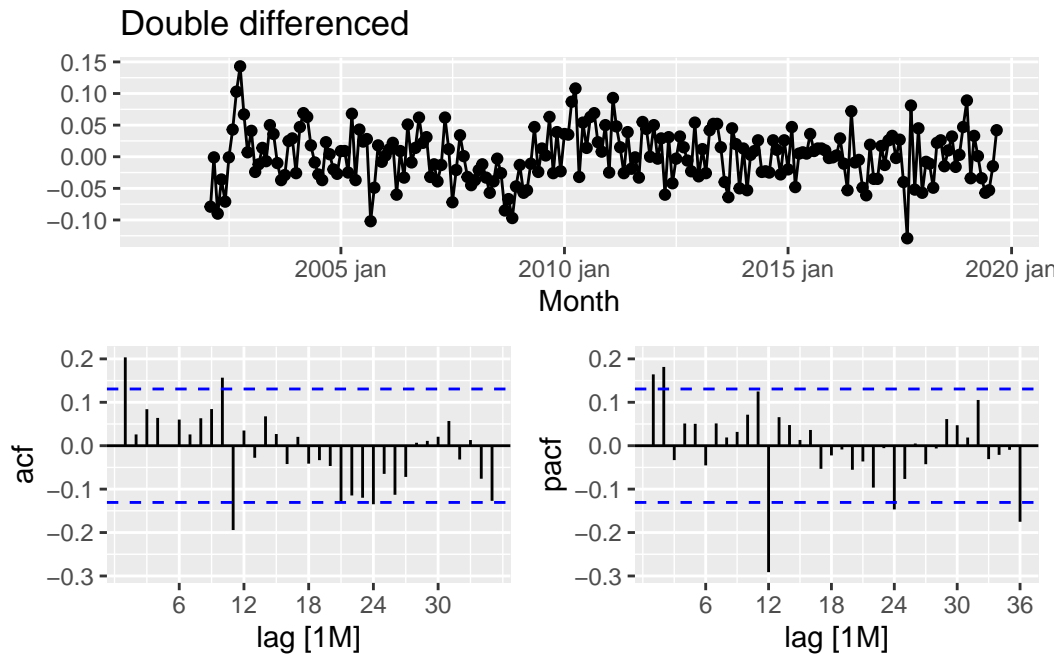 Double differenced
0.15
0.10
0.05
0.00
−0.05
−0.10
2005 jan 2010 jan 2015 jan 2020 jan
Month
0.2
0.1
0.0
−0.1
−0.2
−0.3
acf
6 12 18 24 30
lag [1M]
0.2
0.1
0.0
−0.1
−0.2
−0.3
pacf
6 12 18 24 30 36
lag [1M]